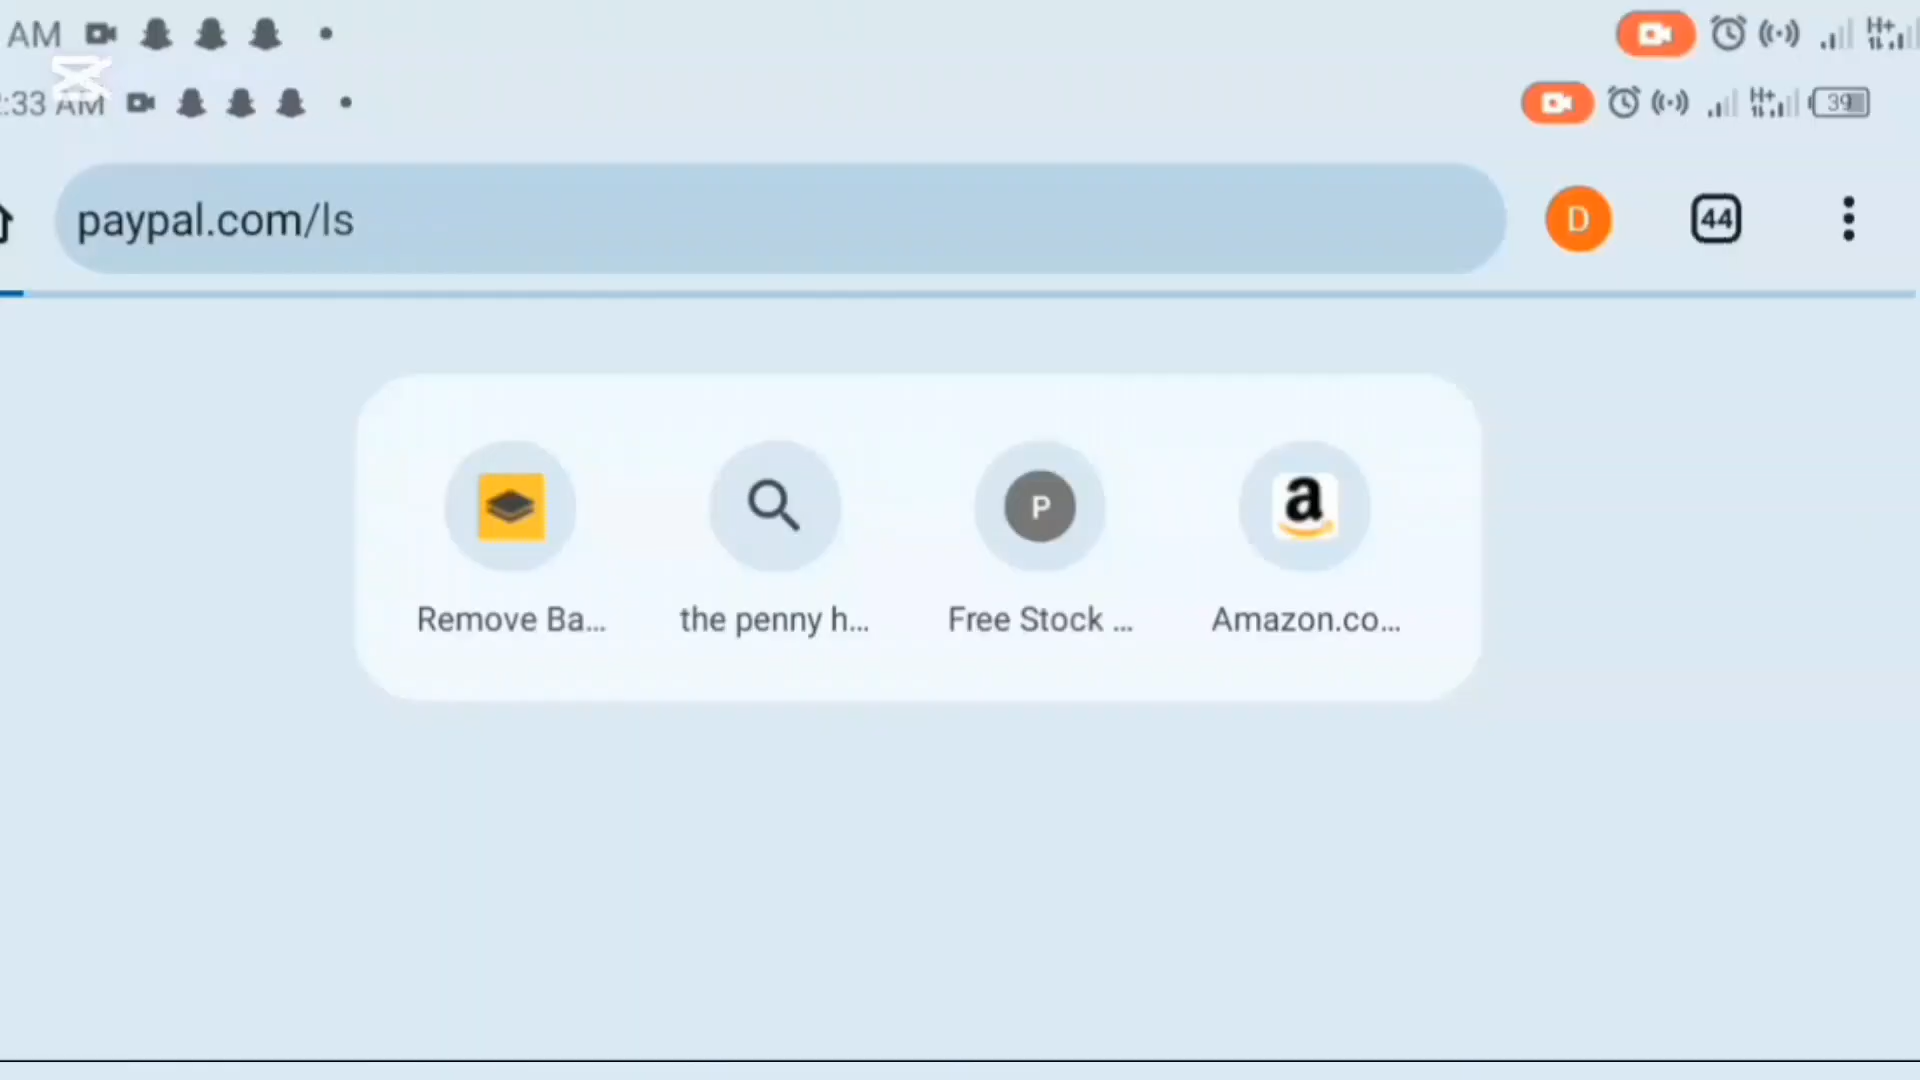 AM
H+
:33 AM
H+
39
paypal.com/ls
D
44
P
a
Remove Ba...
the penny h...
Free Stock ...
Amazon.co...